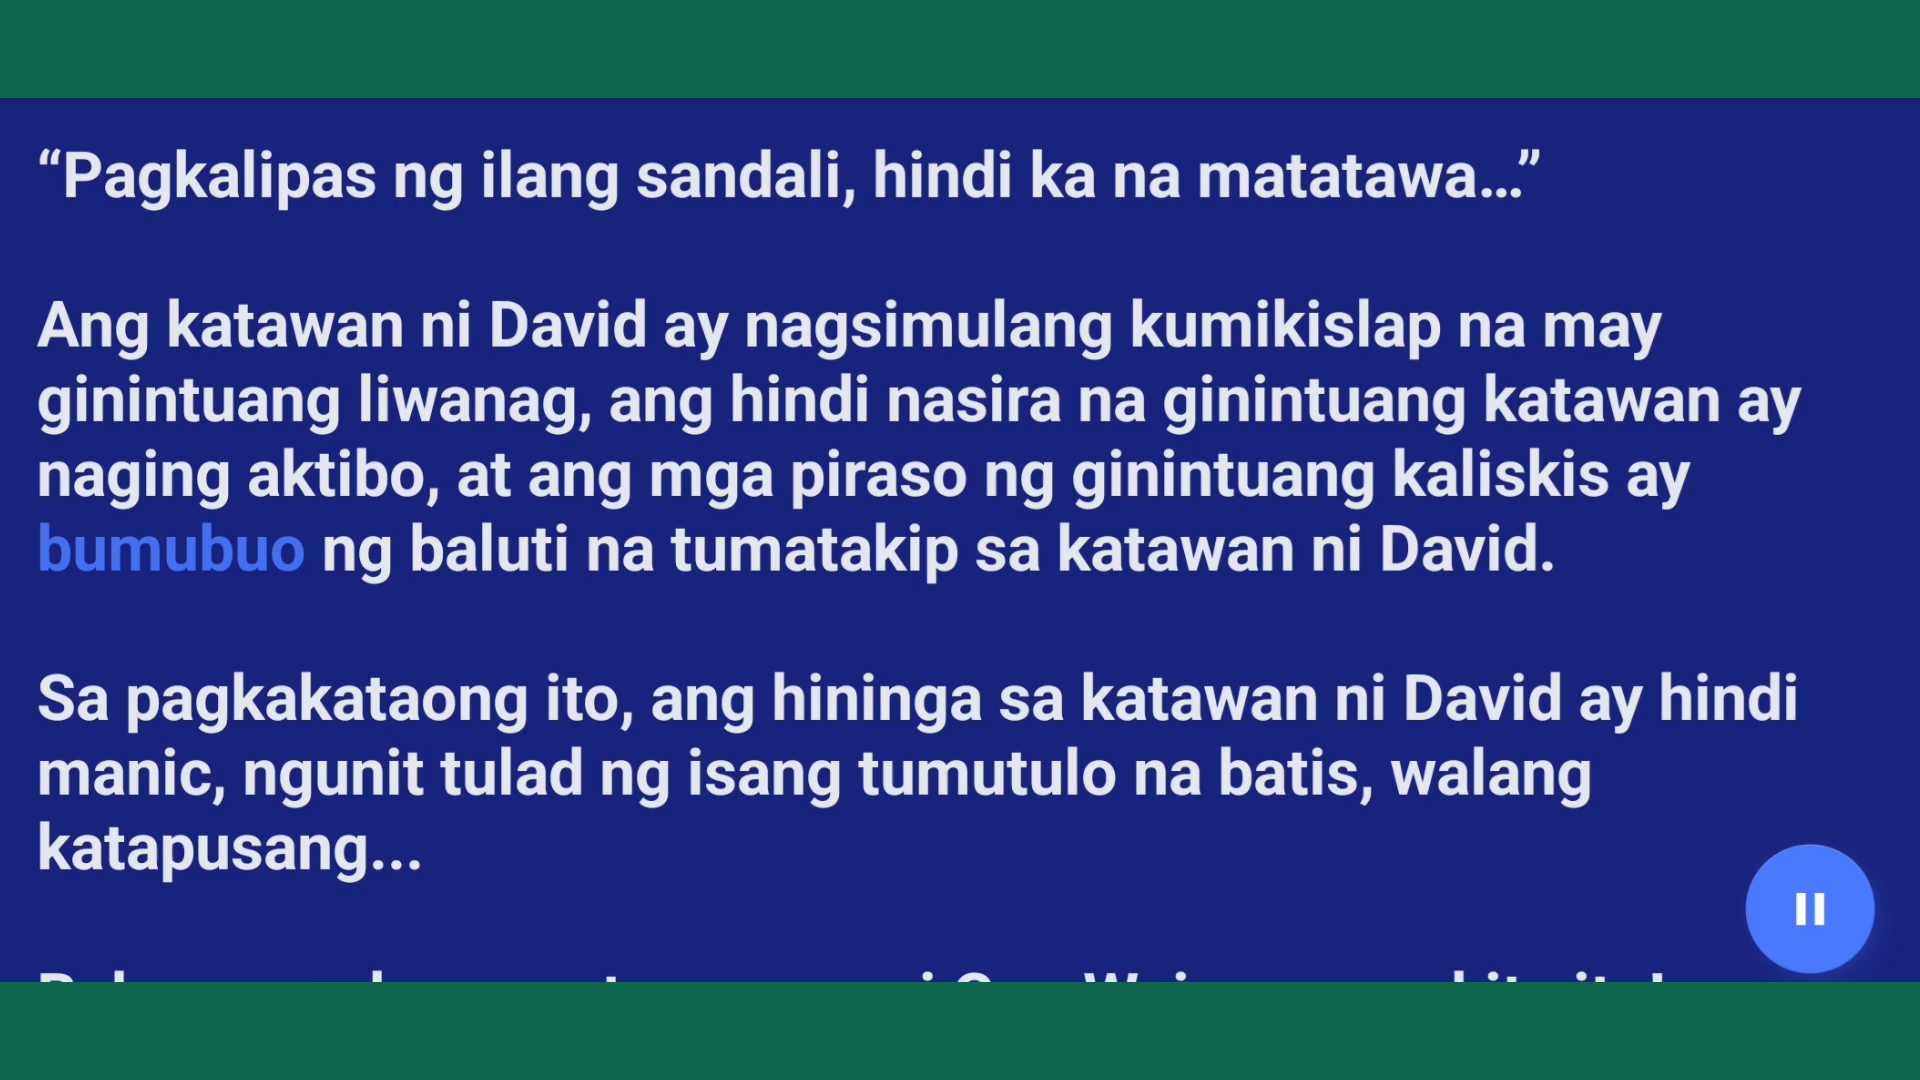 “Pagkalipas ng ilang sandali, hindi ka na matatawa...”
Ang katawan ni David ay nagsimulang kumikislap na may
ginintuang liwanag, ang hindi nasira na ginintuang katawan ay
naging aktibo, at ang mga piraso ng ginintuang kaliskis ay
bumubuo ng baluti na tumatakip sa katawan ni David.
Sa pagkakataong ito, ang hininga sa katawan ni David ay hindi
manic, ngunit tulad ng isang tumutulo na batis, walang
katapusang...